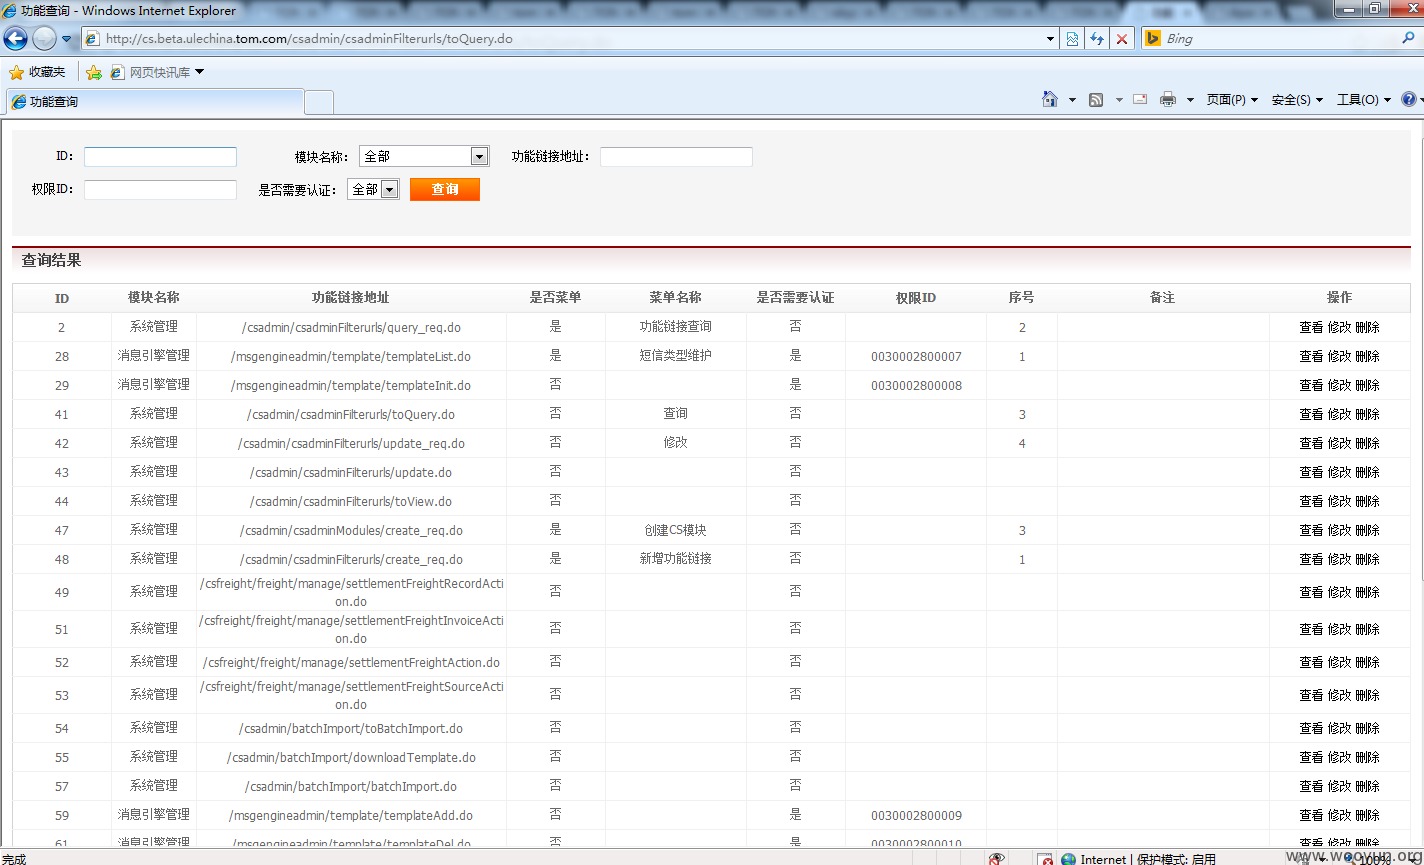 功能查询 - Windows Internet Explorer
http://cs.beta.ulechina.tom.com/csadmin/csadminFilterurls/toQuery.do
Bing
收藏夹 网页快讯库
功能查询 页面(P) 安全(S) 工具(O)
ID: 模块名称: 全部 功能链接地址:
权限ID: 是否需要认证: 全部 查询
查询结果
ID 模块名称 功能链接地址 是否菜单 菜单名称 是否需要认证 权限ID 序号 备注 操作
2 系统管理 /csadmin/csadminFilterurls/query_req.do 是 功能链接查询 否 2 查看 修改 删除
28 消息引擎管理 /msgengineadmin/template/templateList.do 是 短信类型维护 是 0030002800007 1 查看 修改 删除
29 消息引擎管理 /msgengineadmin/template/templateInit.do 否 是 0030002800008 查看 修改 删除
41 系统管理 /csadmin/csadminFilterurls/toQuery.do 否 查询 否 3 查看 修改 删除
42 系统管理 /csadmin/csadminFilterurls/update_req.do 否 修改 否 4 查看 修改 删除
43 系统管理 /csadmin/csadminFilterurls/update.do 否 否 查看 修改 删除
44 系统管理 /csadmin/csadminFilterurls/toView.do 否 否 查看 修改 删除
47 系统管理 /csadmin/csadminModules/create_req.do 是 创建CS模块 否 3 查看 修改 删除
48 系统管理 /csadmin/csadminFilterurls/create_req.do 是 新增功能链接 否 1 查看 修改 删除
49 系统管理 /csfreight/freight/manage/settlementFreightRecordActi 否 否 查看 修改 删除
on.do
51 系统管理 /csfreight/freight/manage/settlementFreightInvoiceActi 否 否 查看 修改 删除
on.do
52 系统管理 /csfreight/freight/manage/settlementFreightAction.do 否 否 查看 修改 删除
53 系统管理 /csfreight/freight/manage/settlementFreightSourceActi 否 否 查看 修改 删除
on.do
54 系统管理 /csadmin/batchImport/toBatchImport.do 否 否 查看 修改 删除
55 系统管理 /csadmin/batchImport/downloadTemplate.do 否 否 查看 修改 删除
57 系统管理 /csadmin/batchImport/batchImport.do 否 否 查看 修改 删除
59 消息引擎管理 /msgengineadmin/template/templateAdd.do 否 是 0030002800009 查看 修改 删除
61 消息引擎管理 /msgengineadmin/template/templateDel.do 否 是 0030002800010 查看 修改 删除
完成 Internet | 保护模式: 启用 100%
www.wooyun.org